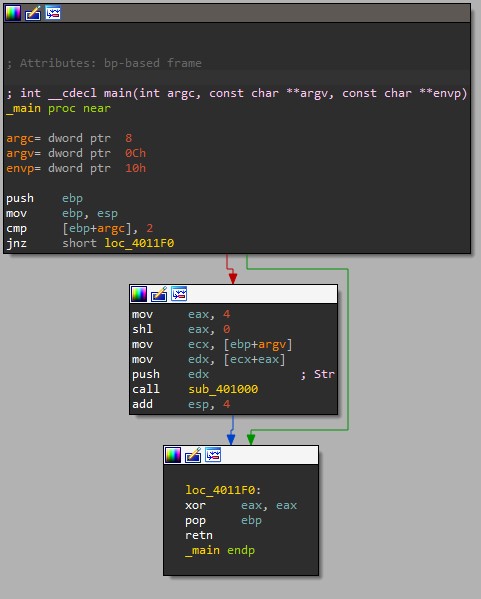 ; Attributes: bp-based frame
; int __cdecl main(int argc, const char **argv, const char **envp)
_main proc near
argc= dword ptr  8
argv= dword ptr  0Ch
envp= dword ptr  10h
push    ebp
mov     ebp, esp
cmp     [ebp+argc], 2
jnz     short loc_4011F0
mov     eax, 4
shl     eax, 0
mov     ecx, [ebp+argv]
mov     edx, [ecx+eax]
push    edx             ; Str
call    sub_401000
add     esp, 4
loc_4011F0:
xor     eax, eax
pop     ebp
retn
_main endp